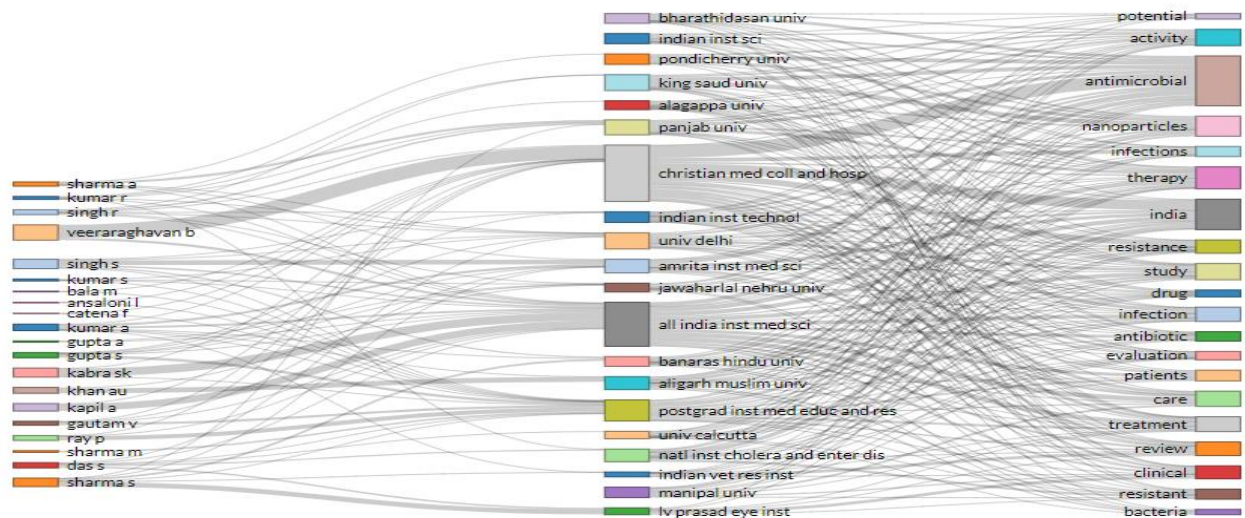 sharma a
kumar r
singh r
veeraraghavan b
singh s
kumar s
bala m
ansaloni l
catena f
kumar a
gupta a
gupta s
kabra sk
khan au
kapil a
gautam v
ray p
sharma m
das s
sharma s
bharathidasan univ
indian inst sci
pondicherry univ
king saud univ
alagappa univ
panjab univ
christian med coll and hosp
indian inst technol
univ delhi
amrita inst med sci
jawaharlal nehru univ
all india inst med sci
banaras hindu univ
aligarh muslim univ
postgrad inst med educ and res
univ calcutta
natl inst cholera and enter dis
indian vet res inst
manipal univ
lv prasad eye inst
potential
activity
antimicrobial
nanoparticles
infections
therapy
india
resistance
study
drug
infection
antibiotic
evaluation
patients
care
treatment
review
clinical
resistant
bacteria